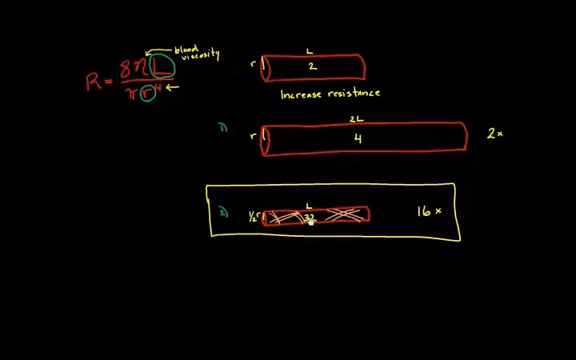 R = 8ηL / πr⁴
blood viscosity
L
r
2
Increase resistance
1)
2L
r
4
2x
2)
L
½r
32
16x